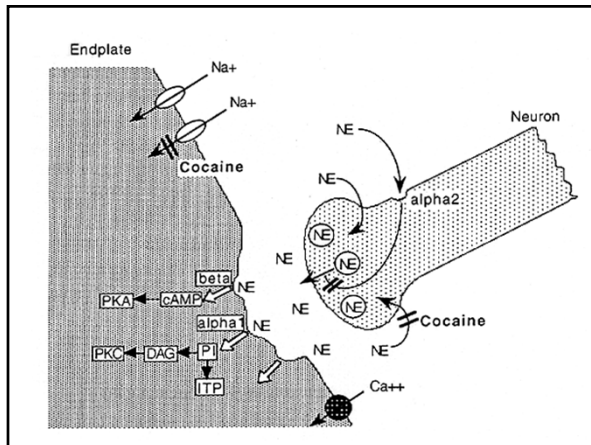 Endplate
Na+
Na+
Cocaine
Neuron
NE
NE
alpha2
NE
NE
NE
NE
NE
beta
NE
cAMP
PKA
alpha1
NE
PI
DAG
PKC
ITP
NE
NE
Cocaine
Ca++